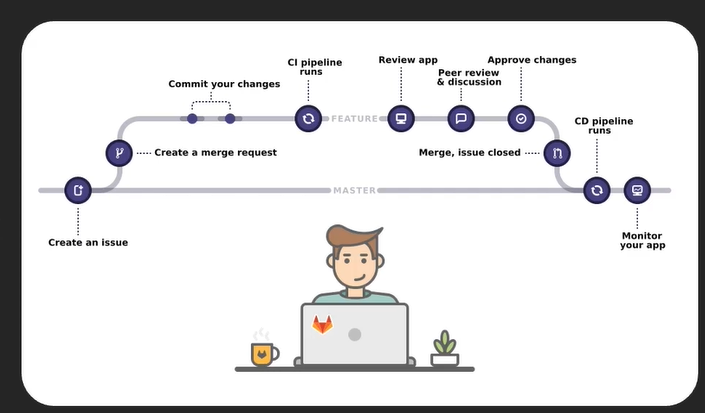 CI pipeline
runs
Review app
Approve changes
Peer review
& discussion
Commit your changes
FEATURE
CD pipeline
runs
Create a merge request
Merge, issue closed
MASTER
Create an issue
Monitor
your app